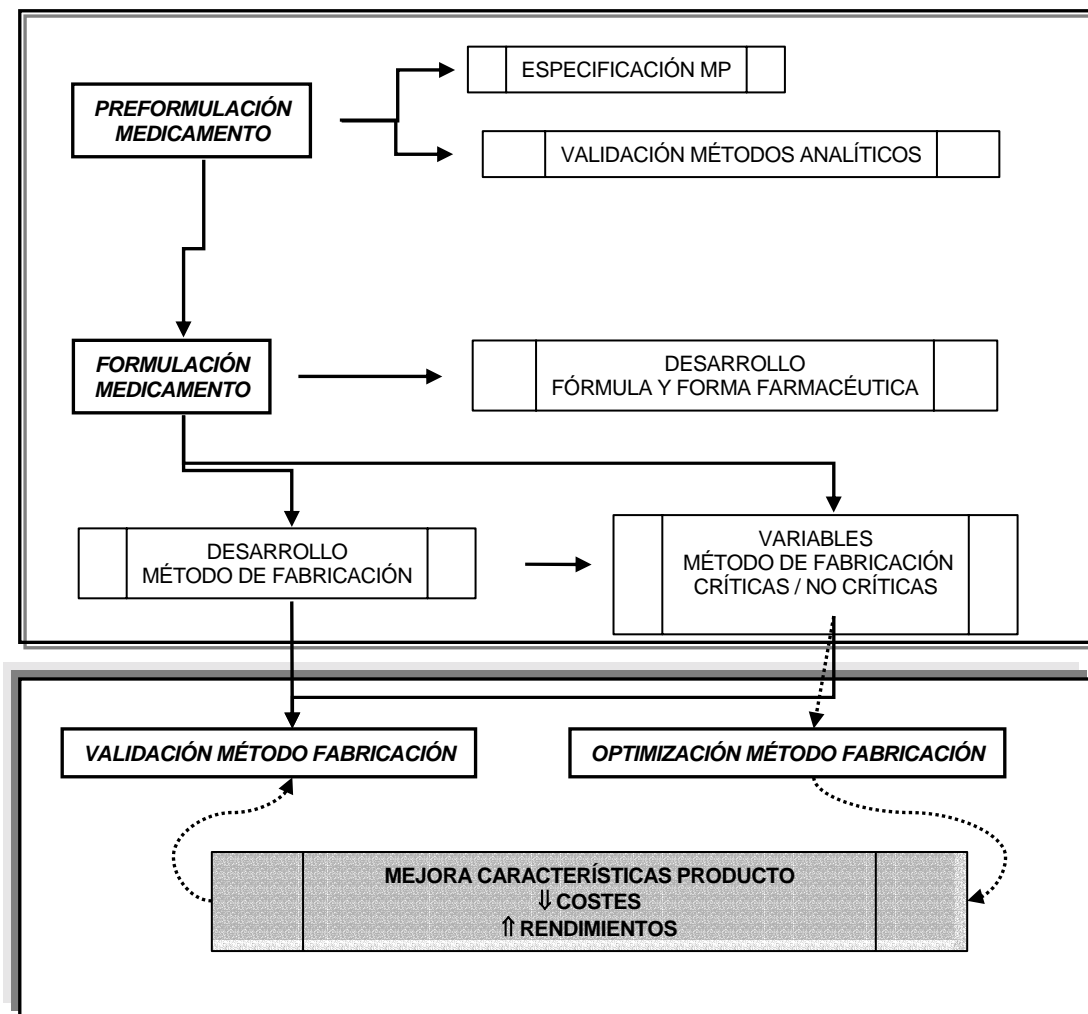 ESPECIFICACIÓN MP
PREFORMULACIÓN
MEDICAMENTO
VALIDACIÓN MÉTODOS ANALÍTICOS
FORMULACIÓN
MEDICAMENTO
DESARROLLO
FÓRMULA Y FORMA FARMACÉUTICA
DESARROLLO
MÉTODO DE FABRICACIÓN
VARIABLES
MÉTODO DE FABRICACIÓN
CRÍTICAS / NO CRÍTICAS
VALIDACIÓN MÉTODO FABRICACIÓN
OPTIMIZACIÓN MÉTODO FABRICACIÓN
MEJORA CARACTERÍSTICAS PRODUCTO
⇓ COSTES
⇑ RENDIMIENTOS